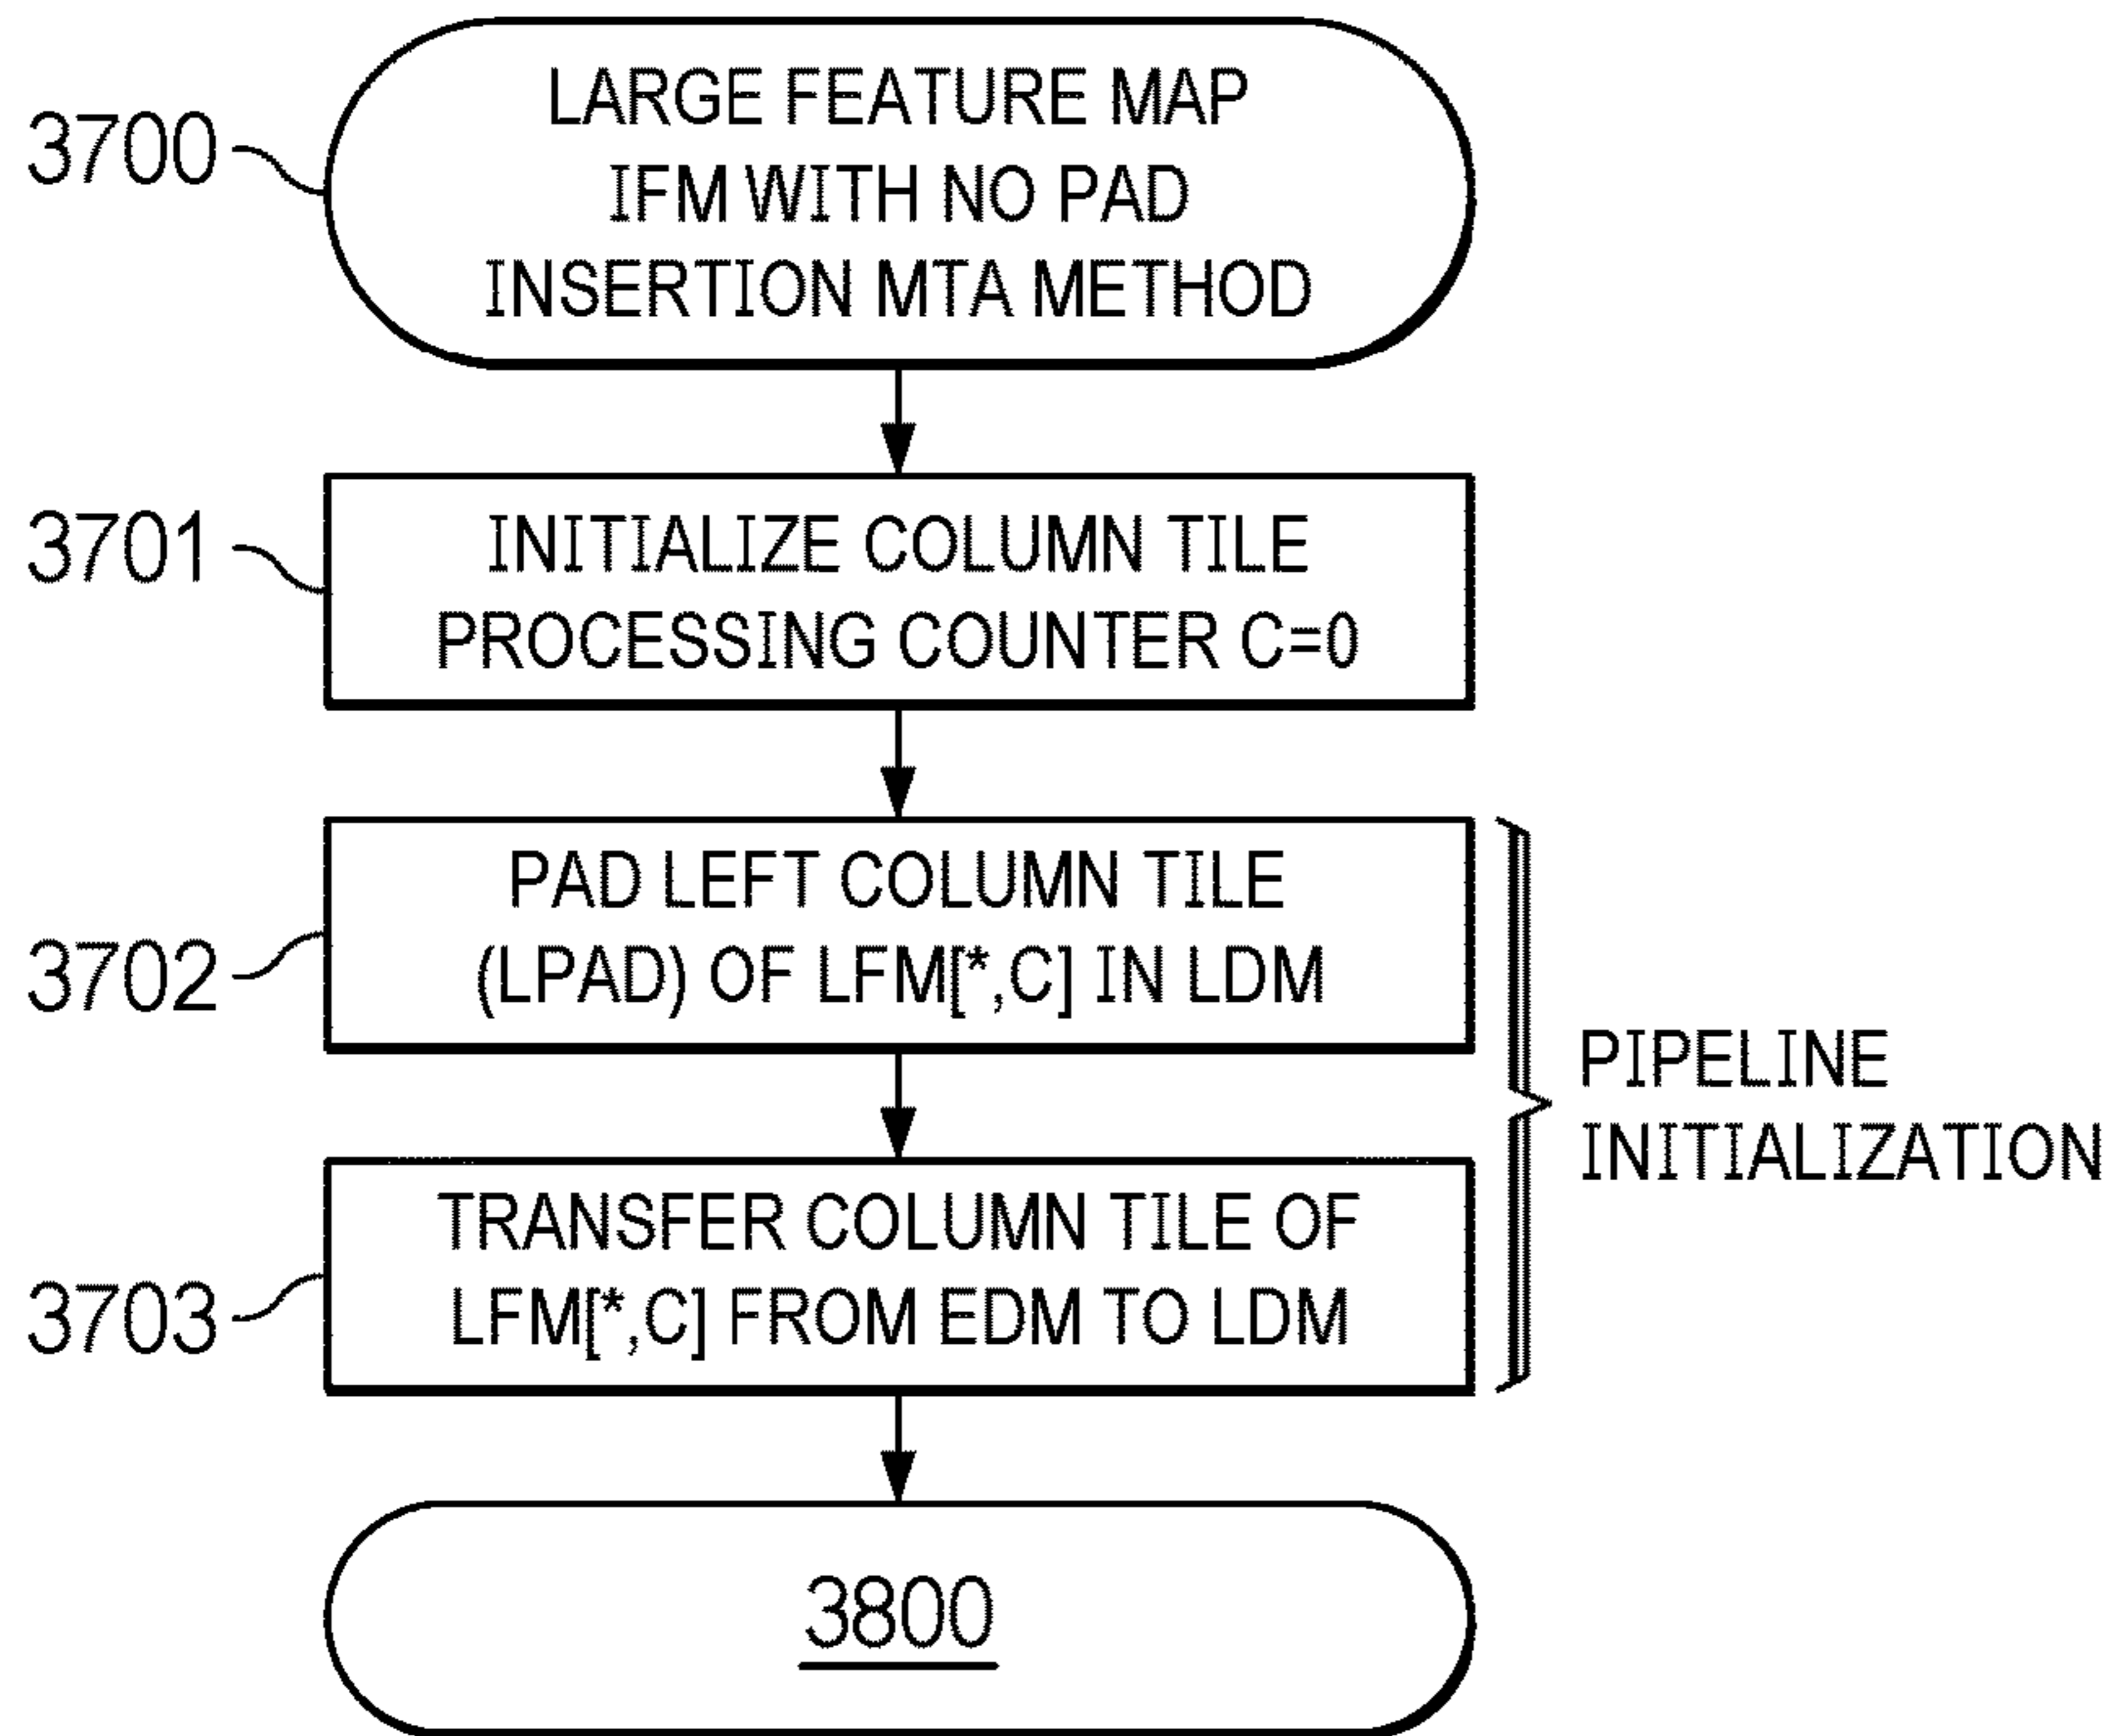 3700
LARGE FEATURE MAP
IFM WITH NO PAD
INSERTION MTA METHOD
3701
INITIALIZE COLUMN TILE
PROCESSING COUNTER C=0
3702
PAD LEFT COLUMN TILE
(LPAD) OF LFM[*,C] IN LDM
PIPELINE
INITIALIZATION
3703
TRANSFER COLUMN TILE OF
LFM[*,C] FROM EDM TO LDM
3800